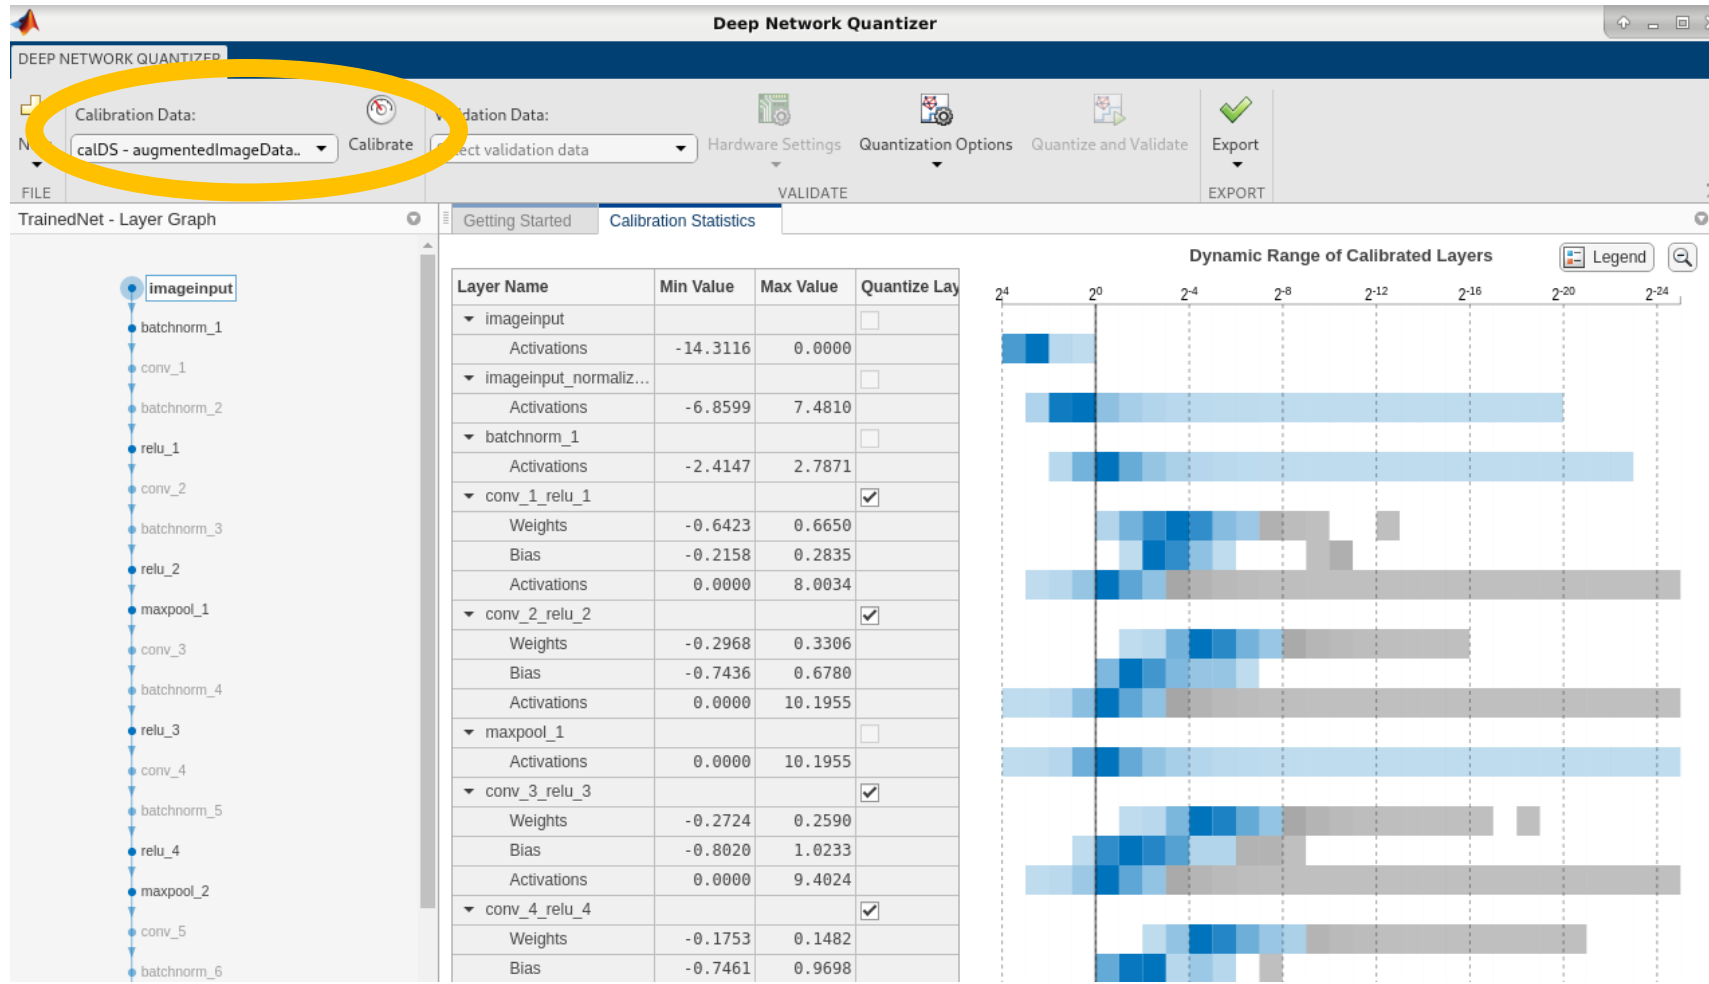 Deep Network Quantizer
DEEP NETWORK QUANTIZER
Calibration Data:
calDS - augmentedImageData..
Calibrate
Data:
validation data
Hardware Settings
Quantization Options
Quantize and Validate
Export
FILE
VALIDATE
EXPORT
TrainedNet - Layer Graph
Getting Started
Calibration Statistics
imageinput
batchnorm_1
conv_1
batchnorm_2
relu_1
conv_2
batchnorm_3
relu_2
maxpool_1
conv_3
batchnorm_4
relu_3
conv_4
batchnorm_5
relu_4
maxpool_2
conv_5
batchnorm_6
Layer Name Min Value Max Value Quantize Lay
imageinput
Activations -14.3116 0.0000
imageinput_normaliz...
Activations -6.8599 7.4810
batchnorm_1
Activations -2.4147 2.7871
conv_1_relu_1
Weights -0.6423 0.6650
Bias -0.2158 0.2835
Activations 0.0000 8.0034
conv_2_relu_2
Weights -0.2968 0.3306
Bias -0.7436 0.6780
Activations 0.0000 10.1955
maxpool_1
Activations 0.0000 10.1955
conv_3_relu_3
Weights -0.2724 0.2590
Bias -0.8020 1.0233
Activations 0.0000 9.4024
conv_4_relu_4
Weights -0.1753 0.1482
Bias -0.7461 0.9698
Dynamic Range of Calibrated Layers
Legend
2⁴ 2⁰ 2⁻⁴ 2⁻⁸ 2⁻¹² 2⁻¹⁶ 2⁻²⁰ 2⁻²⁴